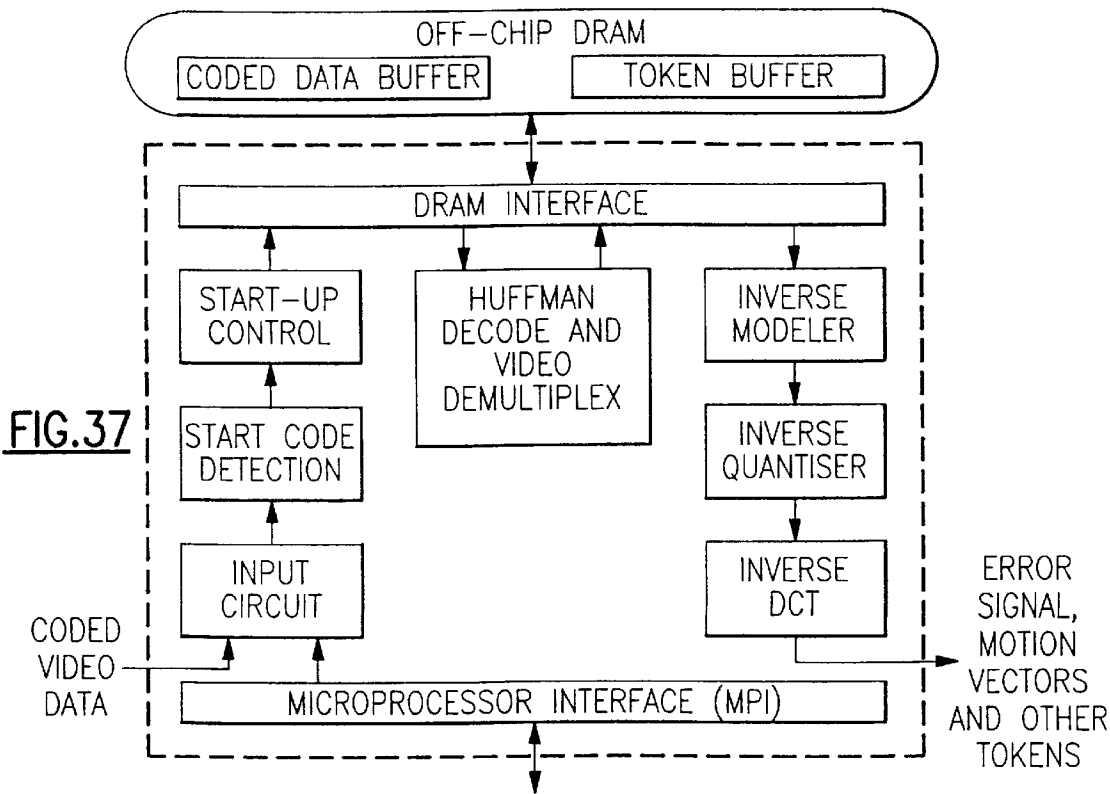 OFF-CHIP DRAM
CODED DATA BUFFER
TOKEN BUFFER
DRAM INTERFACE
START-UP
CONTROL
HUFFMAN
DECODE AND
VIDEO
DEMULTIPLEX
INVERSE
MODELER
FIG.37
START CODE
DETECTION
INVERSE
QUANTISER
INPUT
CIRCUIT
INVERSE
DCT
CODED
VIDEO
DATA
ERROR
SIGNAL,
MOTION
VECTORS
AND OTHER
TOKENS
MICROPROCESSOR INTERFACE (MPI)